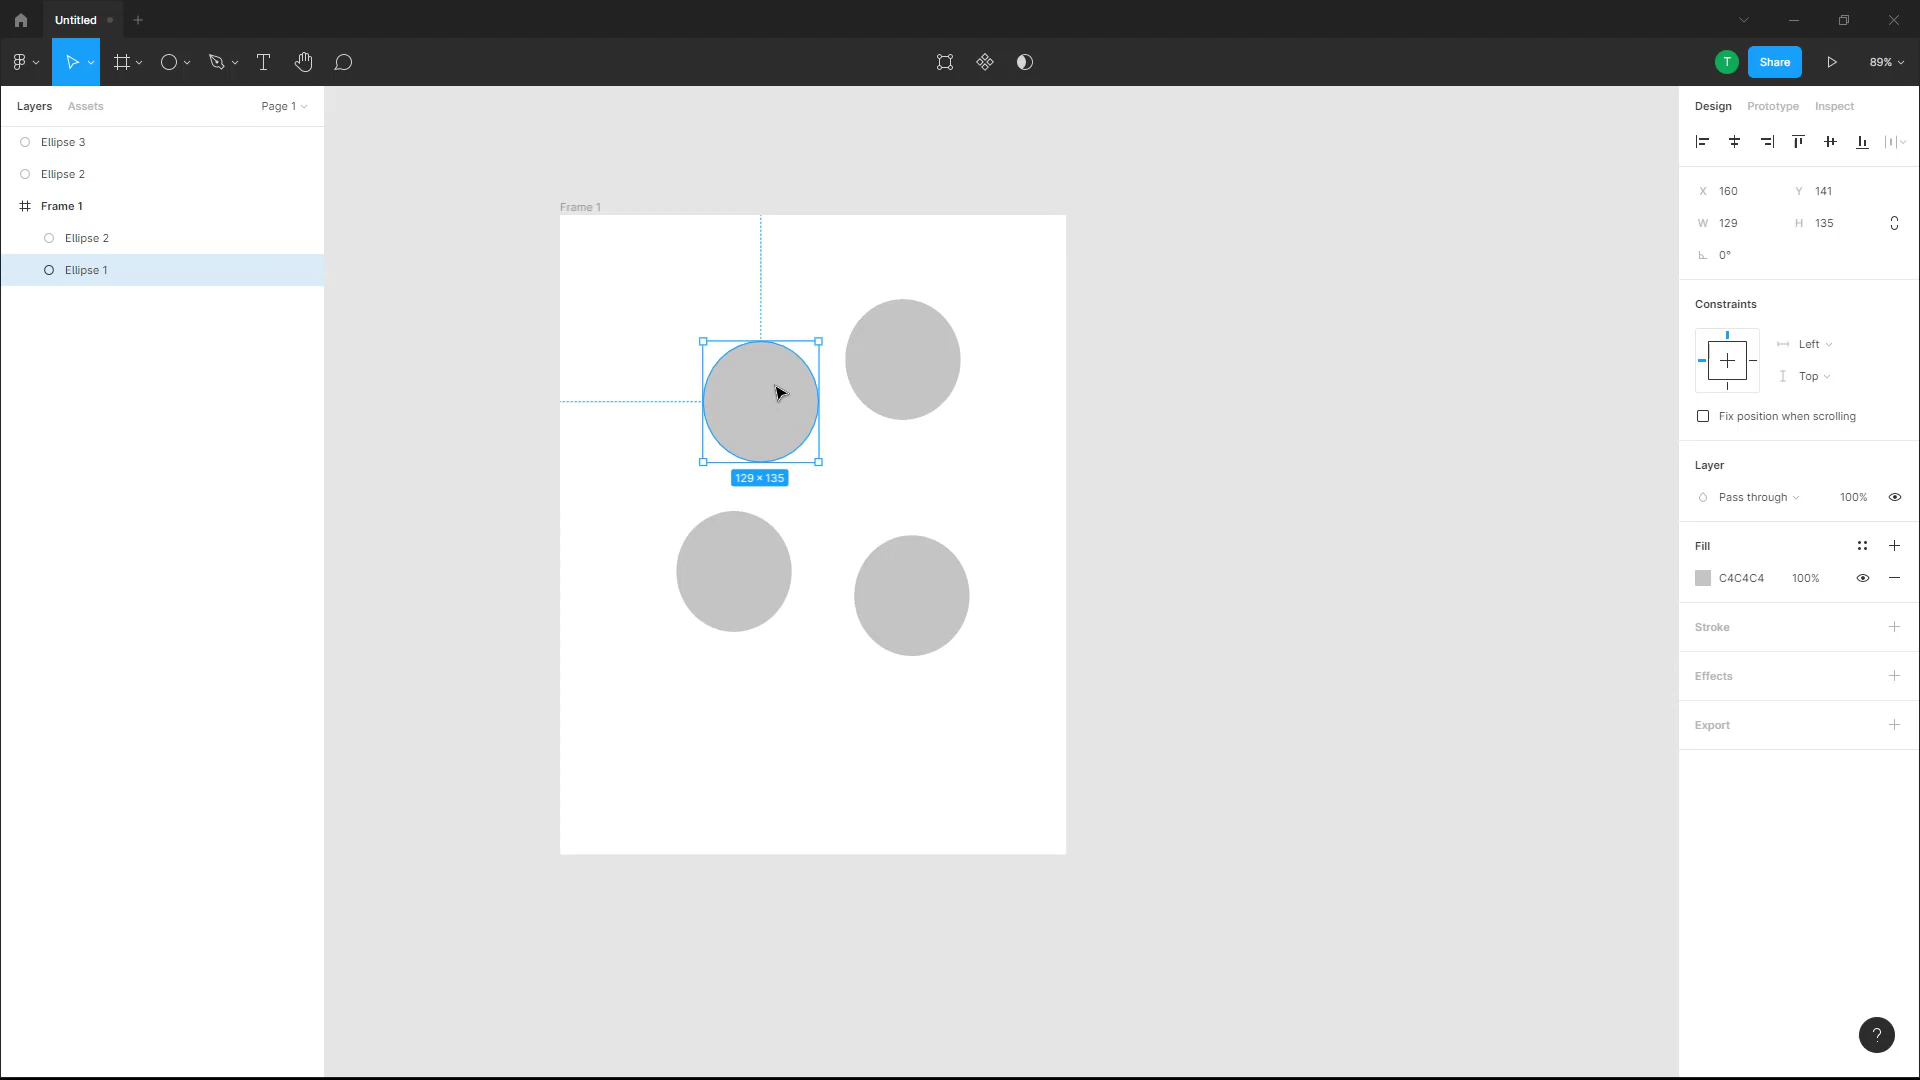 Untitled
T
Share
89%
Layers
Assets
Page 1
Design
Prototype
Inspect
Ellipse 3
Ellipse 2
Frame 1
Ellipse 2
Ellipse 1
Frame 1
129 × 135
X 160 Y 141
W 129 H 135
0°
Constraints
Left
Top
Fix position when scrolling
Layer
Pass through 100%
Fill
C4C4C4 100%
Stroke
Effects
Export
?